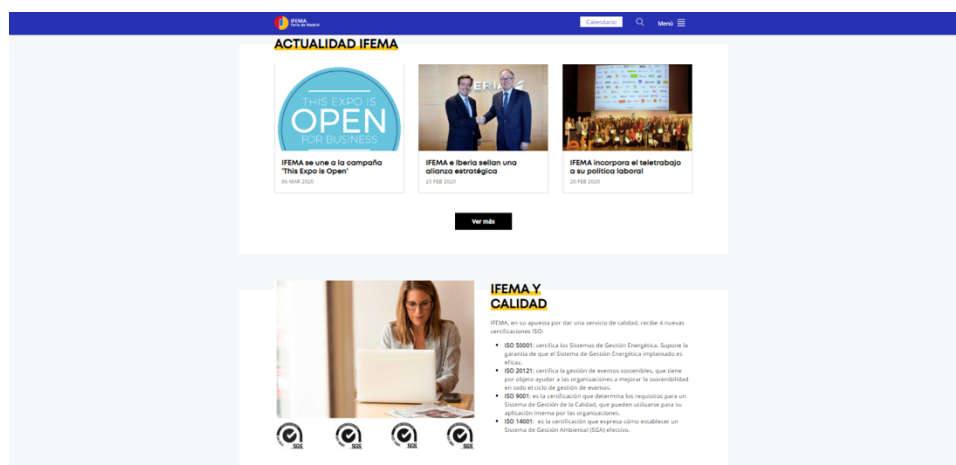 IFEMA
Feria de Madrid
Calendario
Menú
ACTUALIDAD IFEMA
THIS EXPO IS
OPEN
FOR BUSINESS
IFEMA se une a la campaña
'This Expo is Open'
06 MAR 2020
IFEMA e Iberia sellan una
alianza estratégica
25 FEB 2020
IFEMA incorpora el teletrabajo
a su política laboral
20 FEB 2020
Ver más
IFEMA Y
CALIDAD
IFEMA, en su apuesta por dar una servicio de calidad, recibe 4 nuevas
certificaciones ISO:
ISO 50001: certifica los Sistemas de Gestión Energética. Supone la
garantía de que el Sistema de Gestión Energética implantado es
eficaz.
ISO 20121: certifica la gestión de eventos sostenibles, que tiene
por objeto ayudar a las organizaciones a mejorar la sostenibilidad
en todo el ciclo de gestión de eventos.
ISO 9001: es la certificación que determina los requisitos para un
Sistema de Gestión de la Calidad, que pueden utilizarse para su
aplicación interna por las organizaciones.
ISO 14001: es la certificación que expresa cómo establecer un
Sistema de Gestión Ambiental (SGA) efectivo.
SGS
SGS
SGS
SGS